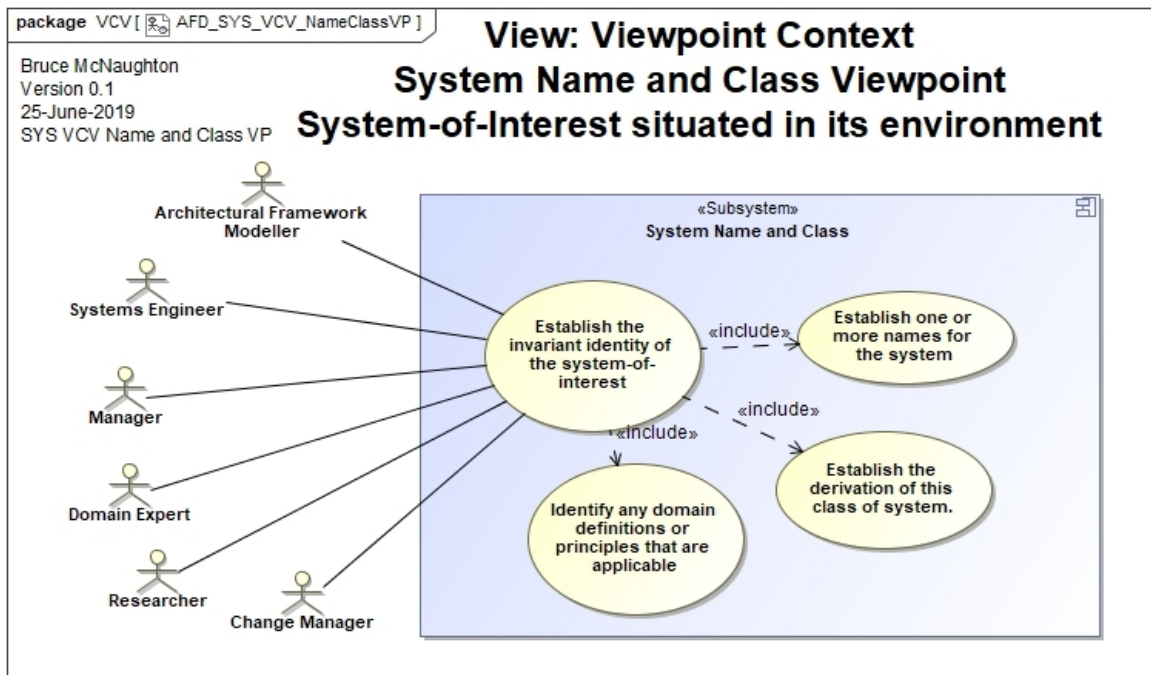 package VCV [ AFD_SYS_VCV_NameClassVP ]
View: Viewpoint Context
System Name and Class Viewpoint
System-of-Interest situated in its environment
Bruce McNaughton
Version 0.1
25-June-2019
SYS VCV Name and Class VP
Architectural Framework
Modeller
Systems Engineer
Manager
Domain Expert
Researcher
Change Manager
«Subsystem»
System Name and Class
Establish the
invariant identity of
the system-of-
interest
«include»
Establish one or
more names for
the system
«include»
Establish the
derivation of this
class of system.
«include»
Identify any domain
definitions or
principles that are
applicable